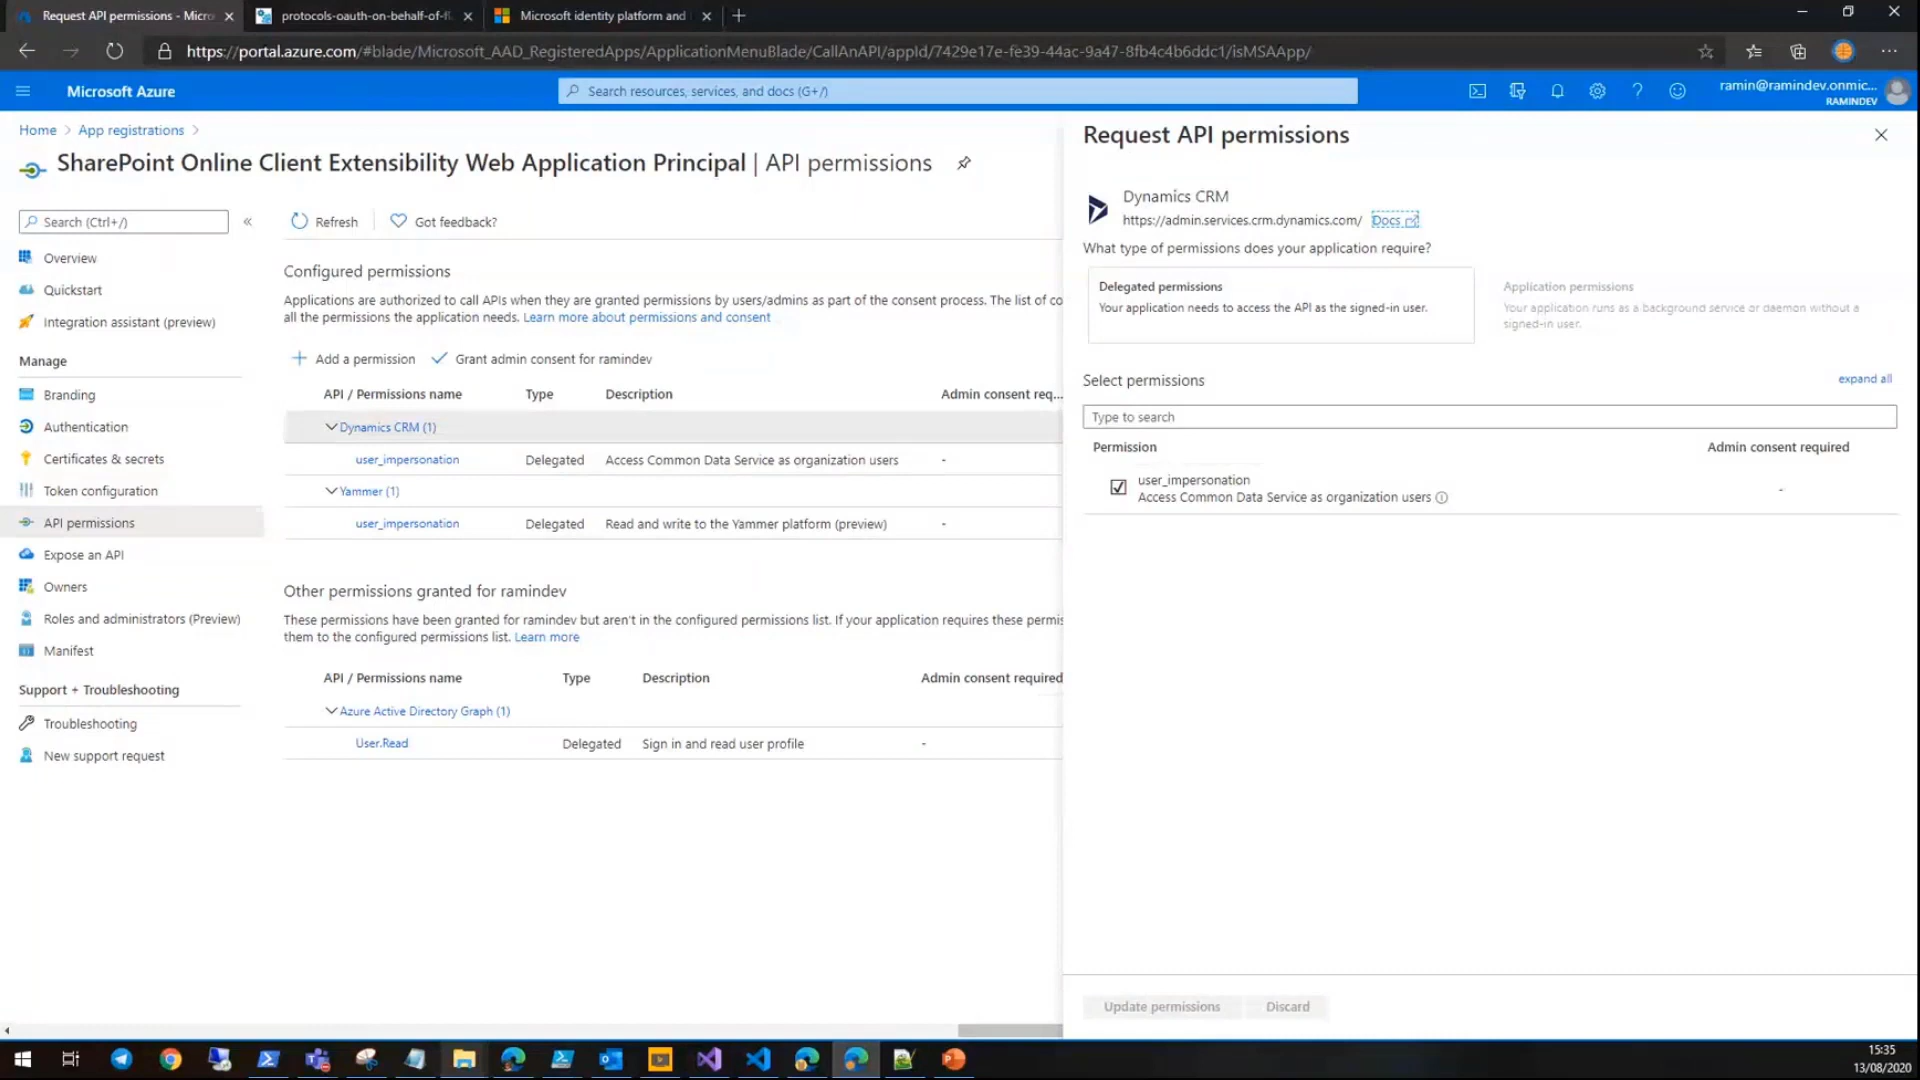 Request API permissions - Micro
protocols-oauth-on-behalf-of-fl
Microsoft identity platform and
https://portal.azure.com/#blade/Microsoft_AAD_RegisteredApps/ApplicationMenuBlade/CallAnAPI/appId/7429e17e-fe39-44ac-9a47-8fb4c4b6ddc1/isMSAApp/
Microsoft Azure
Search resources, services, and docs (G+/)
ramin@ramindev.onmic...
RAMINDEV
Home > App registrations >
SharePoint Online Client Extensibility Web Application Principal | API permissions
Search (Ctrl+/)
Overview
Quickstart
Integration assistant (preview)
Manage
Branding
Authentication
Certificates & secrets
Token configuration
API permissions
Expose an API
Owners
Roles and administrators (Preview)
Manifest
Support + Troubleshooting
Troubleshooting
New support request
Refresh
Got feedback?
Configured permissions
Applications are authorized to call APIs when they are granted permissions by users/admins as part of the consent process. The list of co
all the permissions the application needs. Learn more about permissions and consent
Add a permission
Grant admin consent for ramindev
API / Permissions name Type Description Admin consent req...
Dynamics CRM (1)
user_impersonation Delegated Access Common Data Service as organization users -
Yammer (1)
user_impersonation Delegated Read and write to the Yammer platform (preview) -
Other permissions granted for ramindev
These permissions have been granted for ramindev but aren't in the configured permissions list. If your application requires these permis
them to the configured permissions list. Learn more
API / Permissions name Type Description Admin consent required
Azure Active Directory Graph (1)
User.Read Delegated Sign in and read user profile -
Request API permissions
Dynamics CRM
https://admin.services.crm.dynamics.com/ Docs
What type of permissions does your application require?
Delegated permissions
Your application needs to access the API as the signed-in user.
Application permissions
Your application runs as a background service or daemon without a
signed-in user.
Select permissions
expand all
Type to search
Permission
Admin consent required
user_impersonation
Access Common Data Service as organization users
-
Update permissions
Discard
15:35
13/08/2020